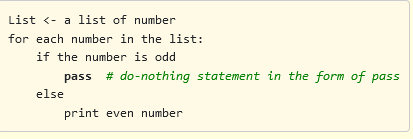 List <- a list of number
for each number in the list:
    if the number is odd
        pass  # do-nothing statement in the form of pass
    else
        print even number